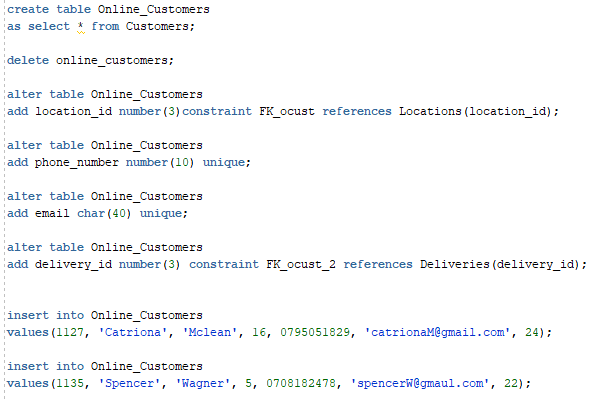 create table Online_Customers
as select * from Customers;
delete online_customers;
alter table Online_Customers
add location_id number(3)constraint FK_ocust references Locations(location_id);
alter table Online_Customers
add phone_number number(10) unique;
alter table Online_Customers
add email char(40) unique;
alter table Online_Customers
add delivery_id number(3) constraint FK_ocust_2 references Deliveries(delivery_id);
insert into Online_Customers
values(1127, 'Catriona', 'Mclean', 16, 0795051829, 'catrionaM@gmail.com', 24);
insert into Online_Customers
values(1135, 'Spencer', 'Wagner', 5, 0708182478, 'spencerW@gmaul.com', 22);